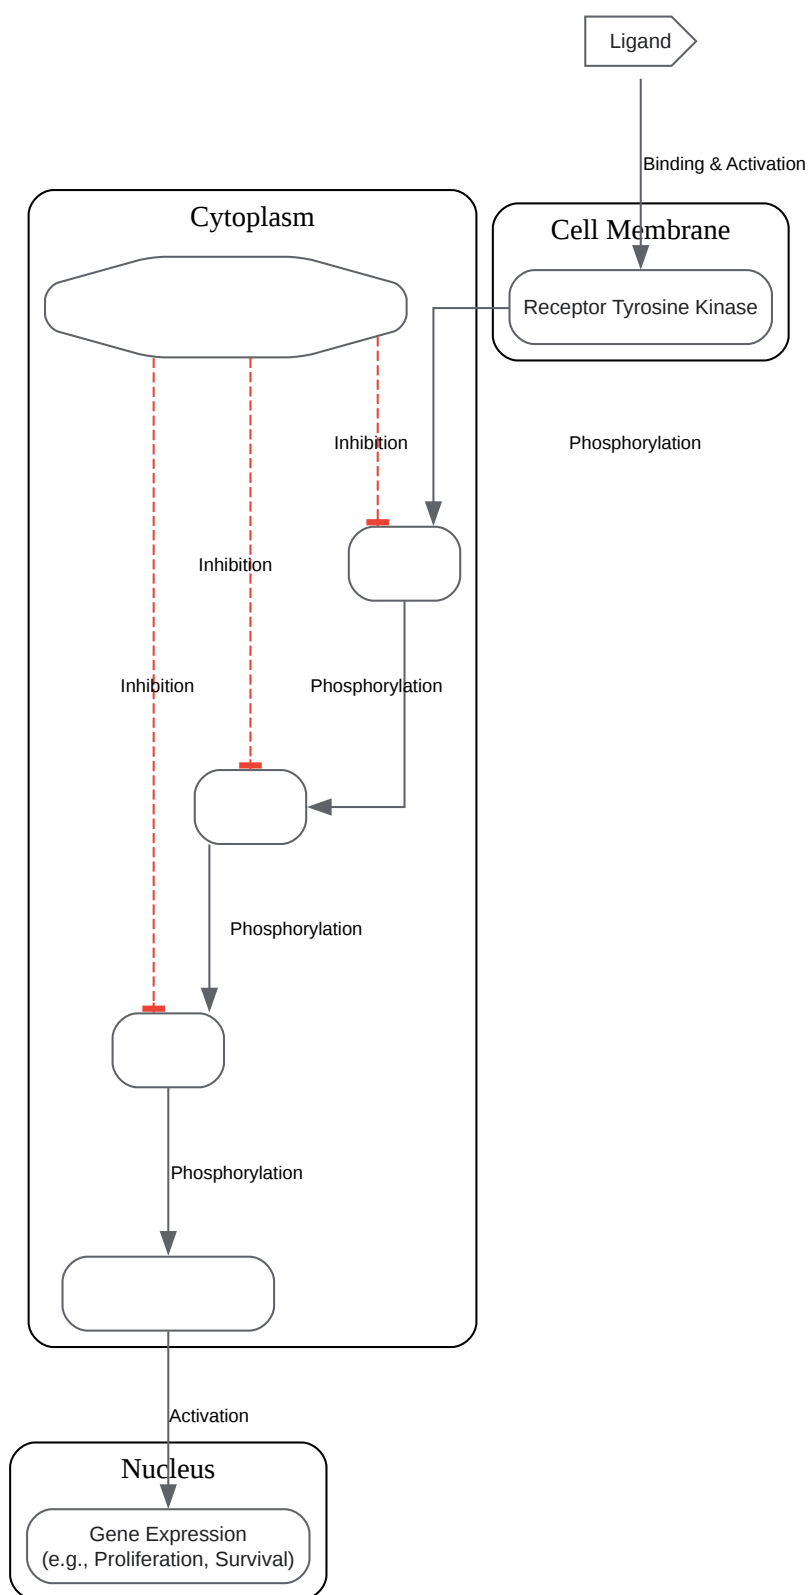 Ligand
Binding & Activation
Cytoplasm
Cell Membrane
Receptor Tyrosine Kinase
Inhibition
Phosphorylation
Inhibition
Inhibition
Phosphorylation
Phosphorylation
Phosphorylation
Activation
Nucleus
Gene Expression
(e.g., Proliferation, Survival)